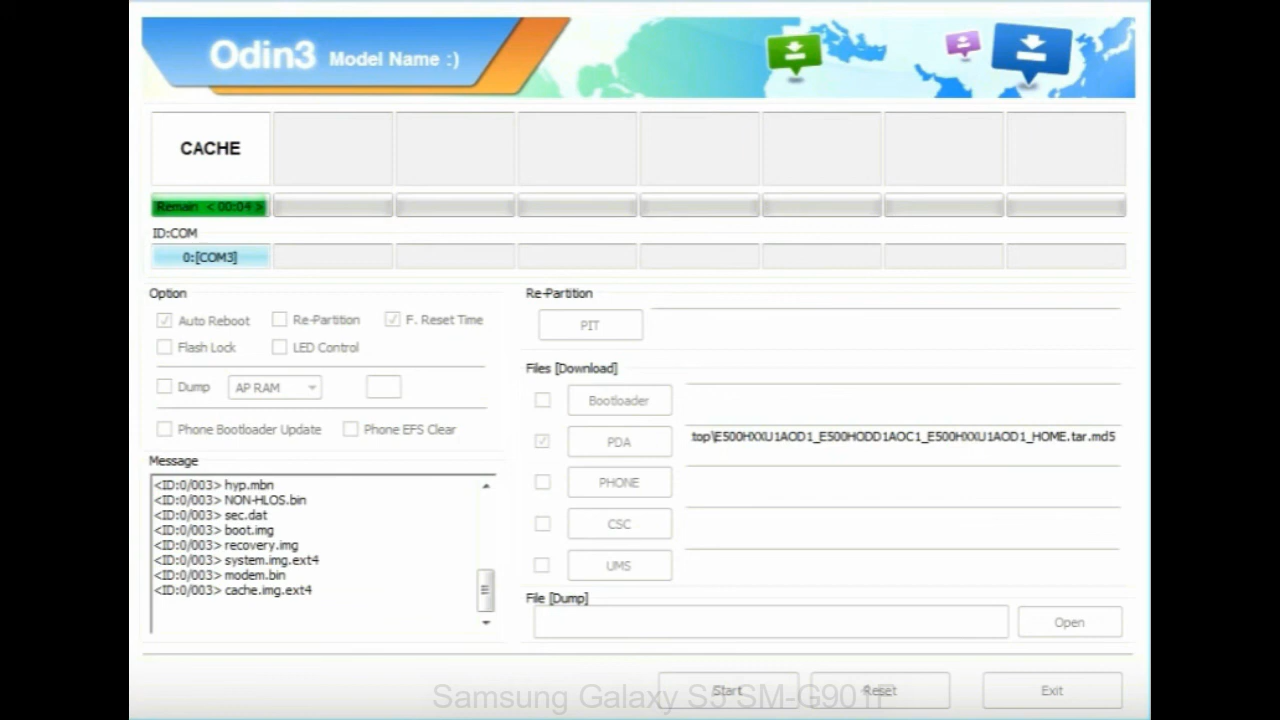 Odin3 Model Name :)
CACHE
Remain < 00:04 >
ID:COM
0:[COM3]
Option
Auto Reboot Re-Partition F. Reset Time
Flash Lock LED Control
Dump AP RAM
Phone Bootloader Update Phone EFS Clear
Message
<ID:0/003> hyp.mbn
<ID:0/003> NON-HLOS.bin
<ID:0/003> sec.dat
<ID:0/003> boot.img
<ID:0/003> recovery.img
<ID:0/003> system.img.ext4
<ID:0/003> modem.bin
<ID:0/003> cache.img.ext4
Re-Partition
PIT
Files [Download]
Bootloader
PDA top\E500HXXU1AOD1_E500HODD1AOC1_E500HXXU1AOD1_HOME.tar.md5
PHONE
CSC
UMS
File [Dump]
Open
Start Reset Exit
Samsung Galaxy S5 SM-G901F